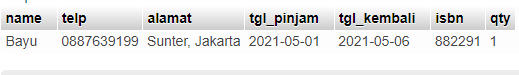 name telp alamat tgl_pinjam tgl_kembali isbn qty
Bayu 0887639199 Sunter, Jakarta 2021-05-01 2021-05-06 882291 1